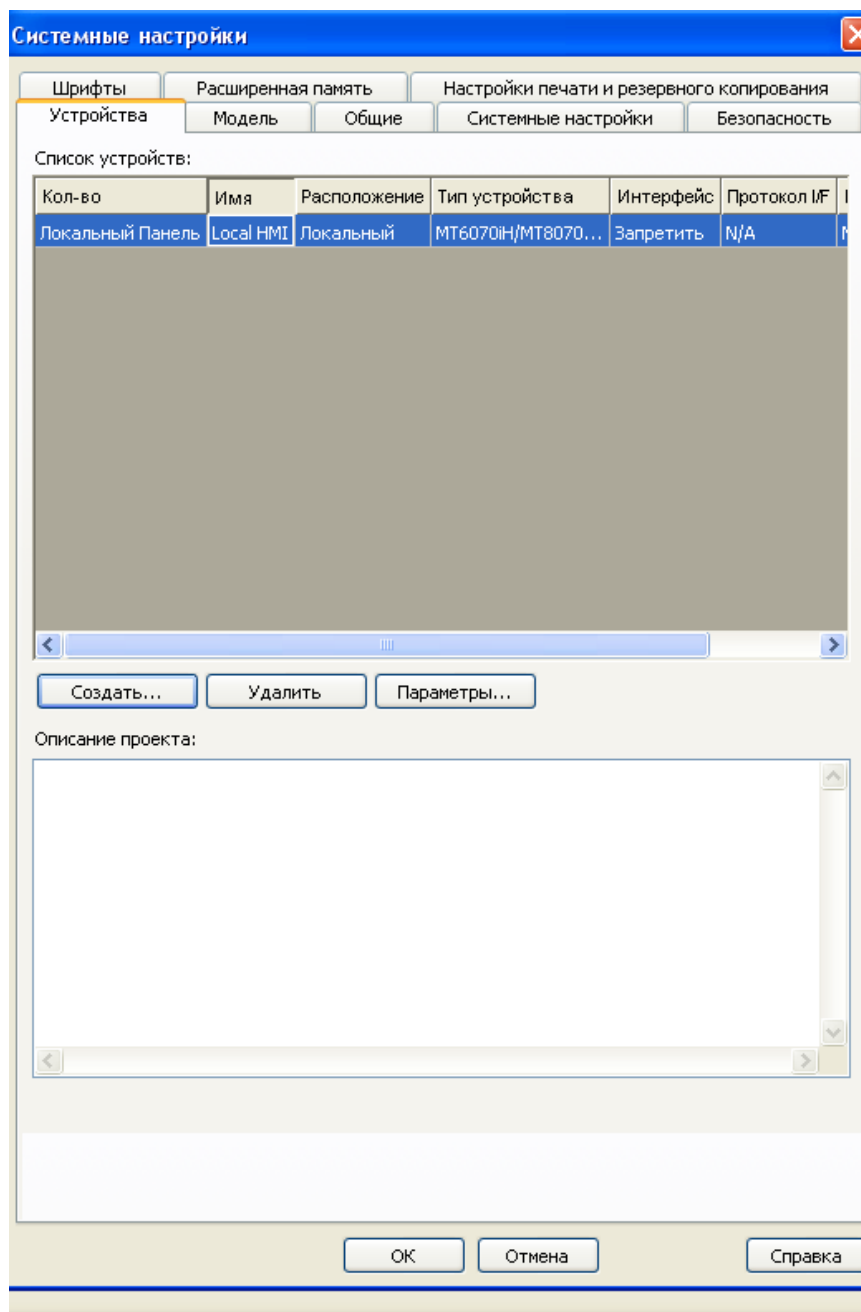 Системные настройки
Шрифты Расширенная память Настройки печати и резервного копирования
Устройства Модель Общие Системные настройки Безопасность
Список устройств:
Кол-во Имя Расположение Тип устройства Интерфейс Протокол I/F
Локальный Панель Local HMI Локальный MT6070iH/MT8070... Запретить N/A
Создать... Удалить Параметры...
Описание проекта:
OK Отмена Справка